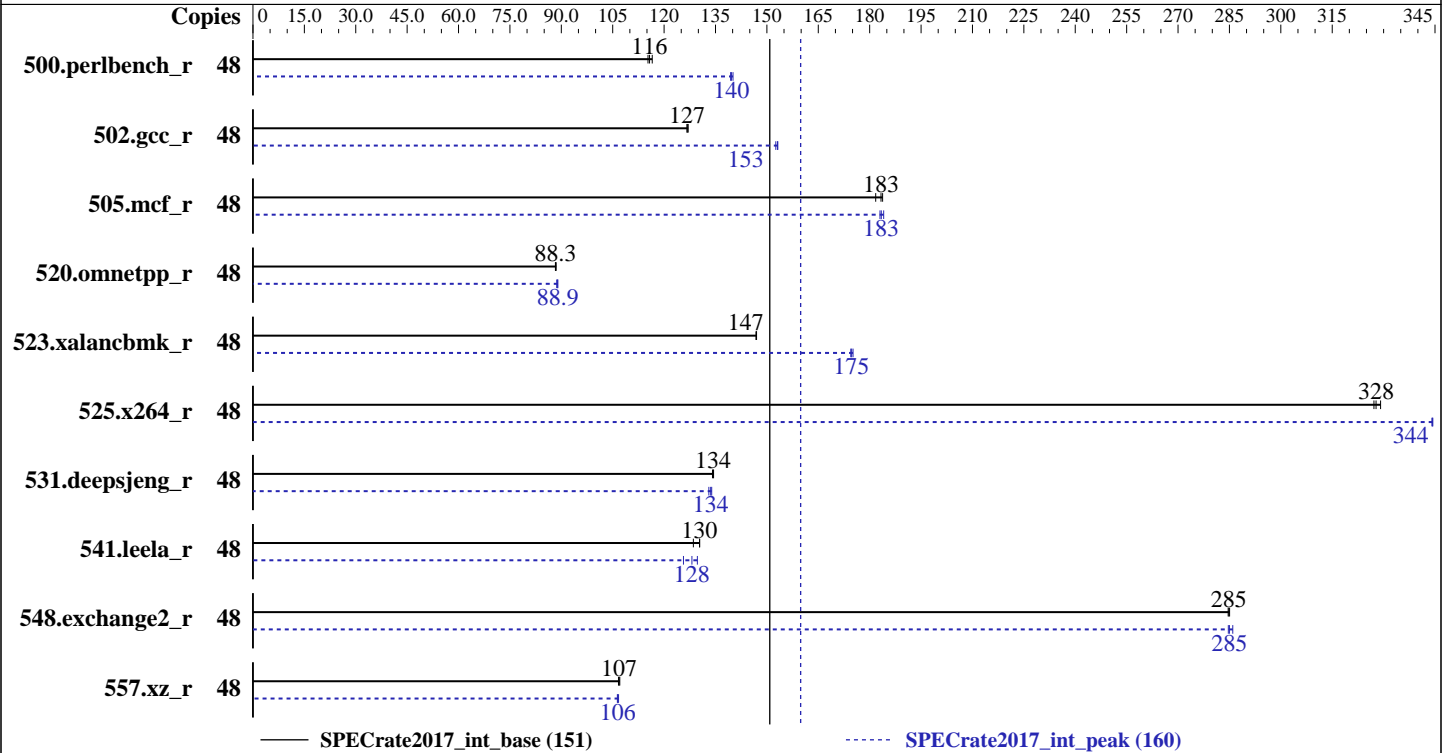 Copies 0 15.0 30.0 45.0 60.0 75.0 90.0 105 120 135 150 165 180 195 210 225 240 255 270 285 300 315 345
116
500.perlbench_r 48
140
127
502.gcc_r 48
153
183
505.mcf_r 48
183
88.3
520.omnetpp_r 48
88.9
147
523.xalancbmk_r 48
175
328
525.x264_r 48
344
134
531.deepsjeng_r 48
134
130
541.leela_r 48
128
285
548.exchange2_r 48
285
107
557.xz_r 48
106
SPECrate2017_int_base (151) SPECrate2017_int_peak (160)